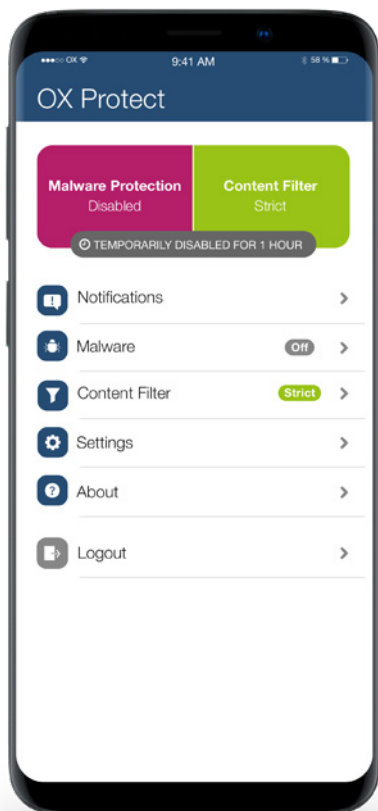 OX 9:41 AM 58 %
OX Protect
Malware Protection
Disabled
Content Filter
Strict
TEMPORARILY DISABLED FOR 1 HOUR
Notifications
Malware Off
Content Filter Strict
Settings
About
Logout